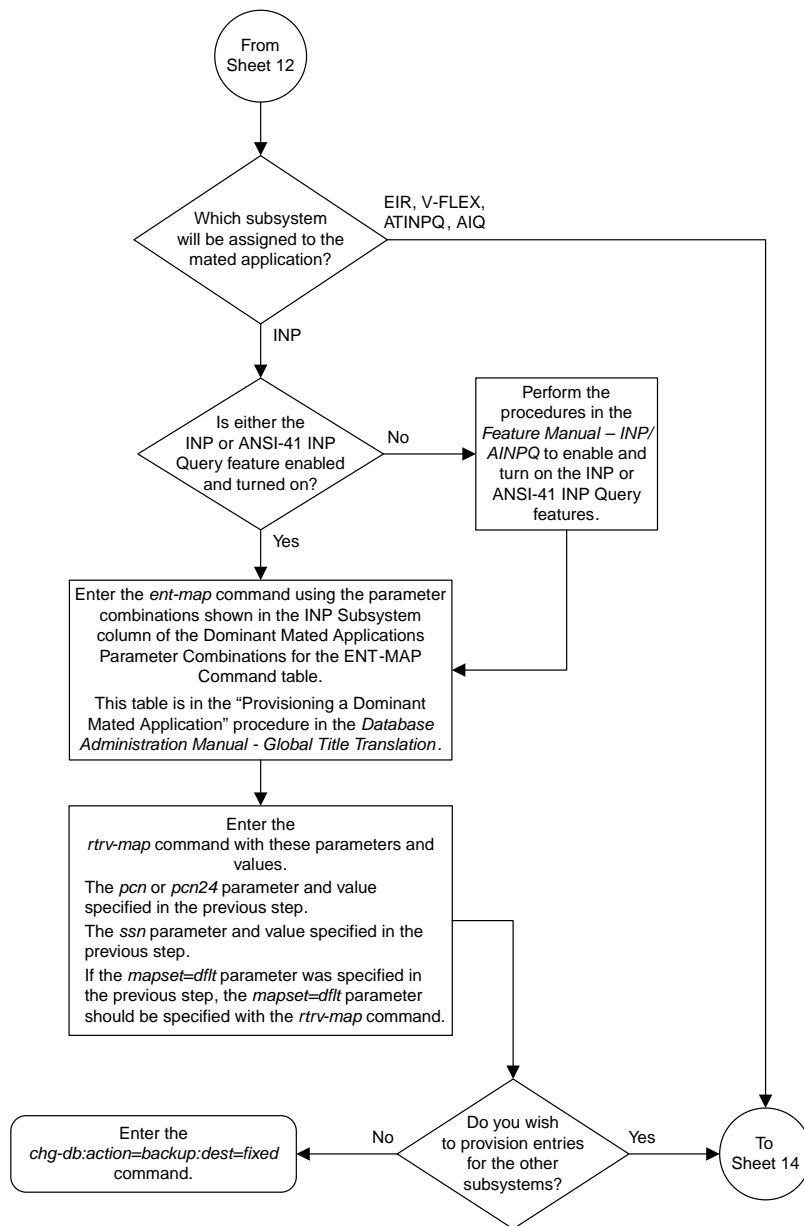 From
Sheet 12
EIR, V-FLEX,
ATINPQ, AIQ
Which subsystem
will be assigned to the
mated application?
INP
Is either the
INP or ANSI-41 INP
Query feature enabled
and turned on?
No
Perform the
procedures in the
Feature Manual – INP/
AINPQ to enable and
turn on the INP or
ANSI-41 INP Query
features.
Yes
Enter the ent-map command using the parameter
combinations shown in the INP Subsystem
column of the Dominant Mated Applications
Parameter Combinations for the ENT-MAP
Command table.
This table is in the “Provisioning a Dominant
Mated Application” procedure in the Database
Administration Manual - Global Title Translation.
Enter the
rtrv-map command with these parameters and
values.
The pcn or pcn24 parameter and value
specified in the previous step.
The ssn parameter and value specified in the
previous step.
If the mapset=dflt parameter was specified in
the previous step, the mapset=dflt parameter
should be specified with the rtrv-map command.
Do you wish
to provision entries
for the other
subsystems?
No
Yes
Enter the
chg-db:action=backup:dest=fixed
command.
To
Sheet 14